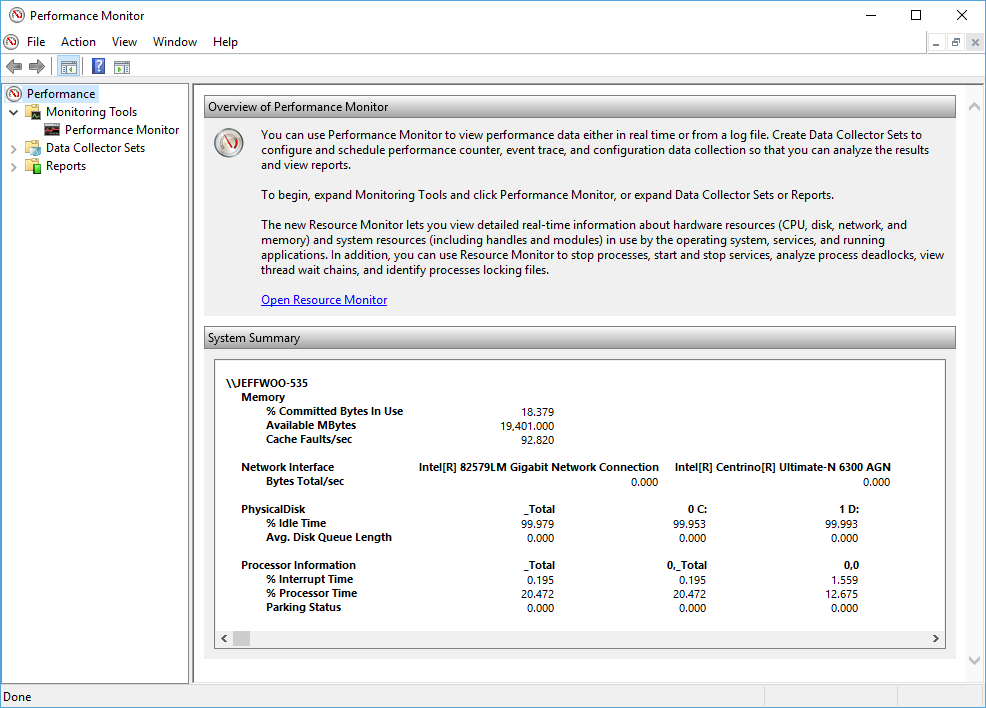 Performance Monitor
File Action View Window Help
Performance
Monitoring Tools
Performance Monitor
Data Collector Sets
Reports
Overview of Performance Monitor
You can use Performance Monitor to view performance data either in real time or from a log file. Create Data Collector Sets to
configure and schedule performance counter, event trace, and configuration data collection so that you can analyze the results
and view reports.
To begin, expand Monitoring Tools and click Performance Monitor, or expand Data Collector Sets or Reports.
The new Resource Monitor lets you view detailed real-time information about hardware resources (CPU, disk, network, and
memory) and system resources (including handles and modules) in use by the operating system, services, and running
applications. In addition, you can use Resource Monitor to stop processes, start and stop services, analyze process deadlocks, view
thread wait chains, and identify processes locking files.
Open Resource Monitor
System Summary
\\JEFFWOO-535
Memory
% Committed Bytes In Use 18.379
Available MBytes 19,401.000
Cache Faults/sec 92.820
Network Interface Intel[R] 82579LM Gigabit Network Connection Intel[R] Centrino[R] Ultimate-N 6300 AGN
Bytes Total/sec 0.000 0.000
PhysicalDisk _Total 0 C: 1 D:
% Idle Time 99.979 99.953 99.993
Avg. Disk Queue Length 0.000 0.000 0.000
Processor Information _Total 0,_Total 0,0
% Interrupt Time 0.195 0.195 1.559
% Processor Time 20.472 20.472 12.675
Parking Status 0.000 0.000 0.000
Done